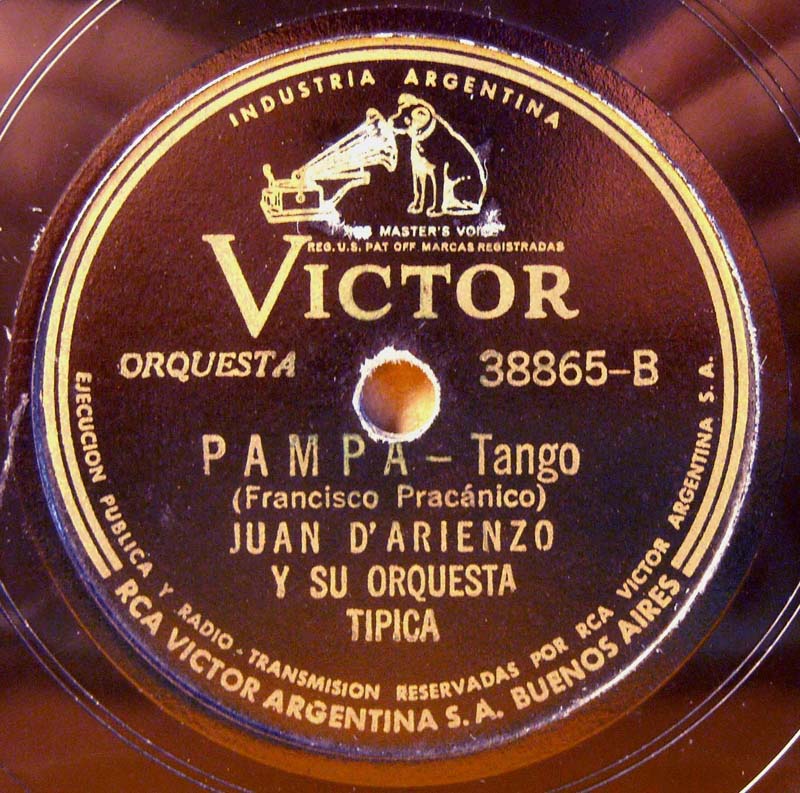 INDUSTRIA ARGENTINA
MASTER'S VOICE
REG. U.S. PAT OFF. MARCAS REGISTRADAS
VICTOR
ORQUESTA 38865-B
PAMPA - Tango
(Francisco Pracánico)
JUAN D'ARIENZO
Y SU ORQUESTA
TIPICA
EJECUCION PUBLICA Y RADIO-TRANSMISION RESERVADAS POR RCA VICTOR ARGENTINA S.A.
RCA VICTOR ARGENTINA S.A. BUENOS AIRES